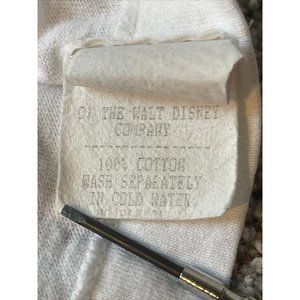 (C) THE WALT DISNEY
COMPANY
--------------------
100% COTTON
WASH SEPARATELY
IN COLD WATER